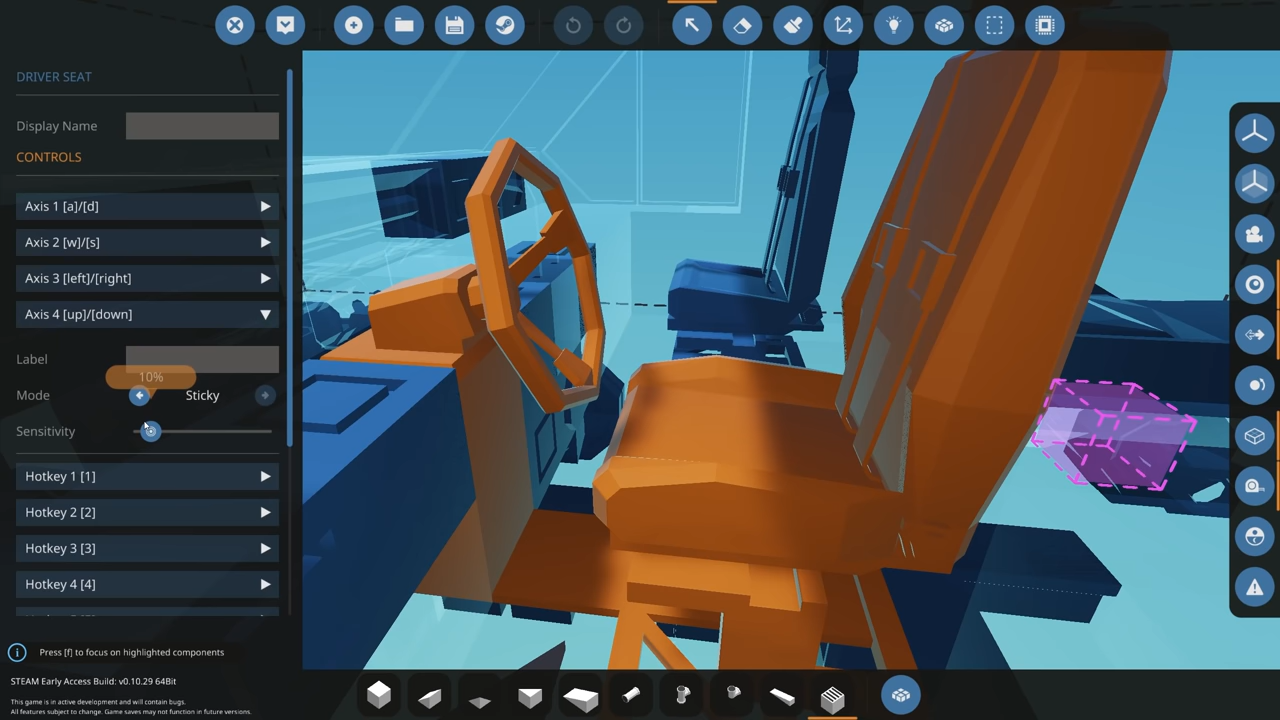 DRIVER SEAT
Display Name
CONTROLS
Axis 1 [a]/[d]
Axis 2 [w]/[s]
Axis 3 [left]/[right]
Axis 4 [up]/[down]
Label
10%
Mode
Sticky
Sensitivity
Hotkey 1 [1]
Hotkey 2 [2]
Hotkey 3 [3]
Hotkey 4 [4]
Press [f] to focus on highlighted components
STEAM Early Access Build: v0.10.29 64Bit
This game is in active development and will contain bugs.
All features subject to change. Game saves may not function in future versions.